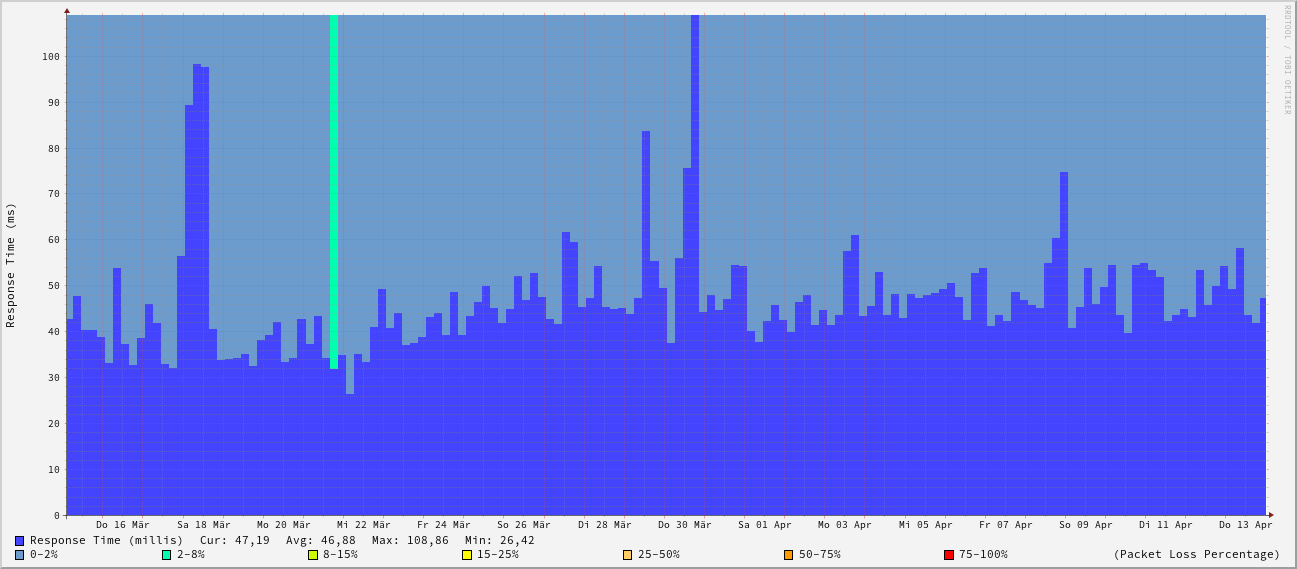 RRDTOOL / TOBI OETIKER
Response Time (ms)
100
90
80
70
60
50
40
30
20
10
0
Do 16 Mär Sa 18 Mär Mo 20 Mär Mi 22 Mär Fr 24 Mär So 26 Mär Di 28 Mär Do 30 Mär Sa 01 Apr Mo 03 Apr Mi 05 Apr Fr 07 Apr So 09 Apr Di 11 Apr Do 13 Apr
Response Time (millis) Cur: 47,19 Avg: 46,88 Max: 108,86 Min: 26,42
0-2% 2-8% 8-15% 15-25% 25-50% 50-75% 75-100% (Packet Loss Percentage)